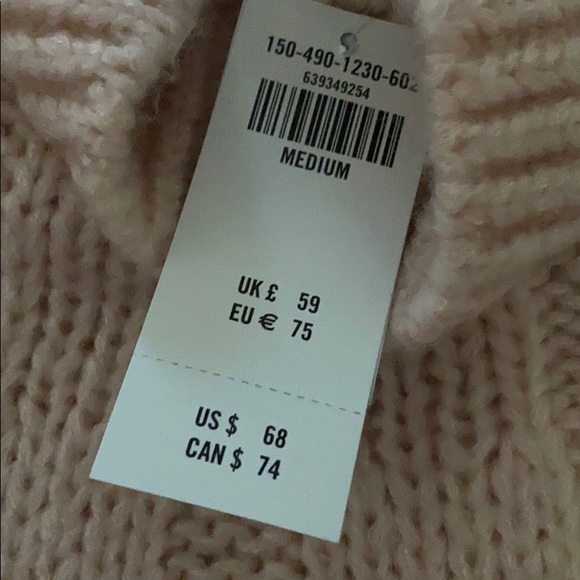 150-490-1230-602
639349254
MEDIUM
UK £ 59
EU € 75
US $ 68
CAN $ 74